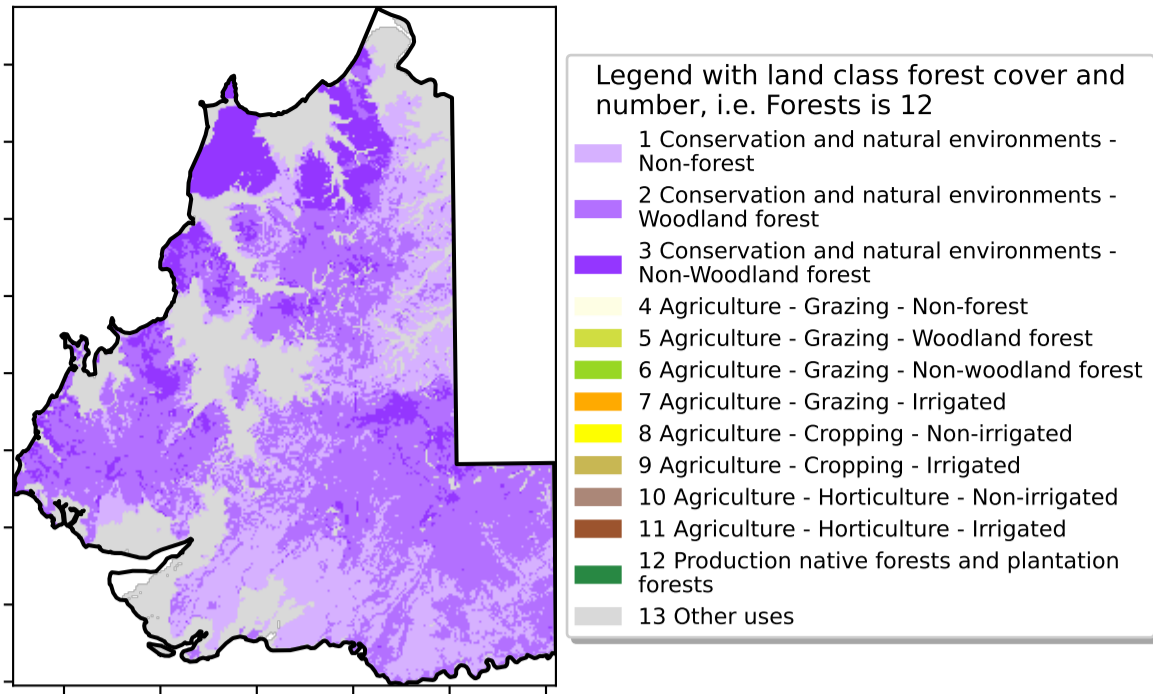 Legend with land class forest cover and
number, i.e. Forests is 12
1 Conservation and natural environments -
Non-forest
2 Conservation and natural environments -
Woodland forest
3 Conservation and natural environments -
Non-Woodland forest
4 Agriculture - Grazing - Non-forest
5 Agriculture - Grazing - Woodland forest
6 Agriculture - Grazing - Non-woodland forest
7 Agriculture - Grazing - Irrigated
8 Agriculture - Cropping - Non-irrigated
9 Agriculture - Cropping - Irrigated
10 Agriculture - Horticulture - Non-irrigated
11 Agriculture - Horticulture - Irrigated
12 Production native forests and plantation
forests
13 Other uses